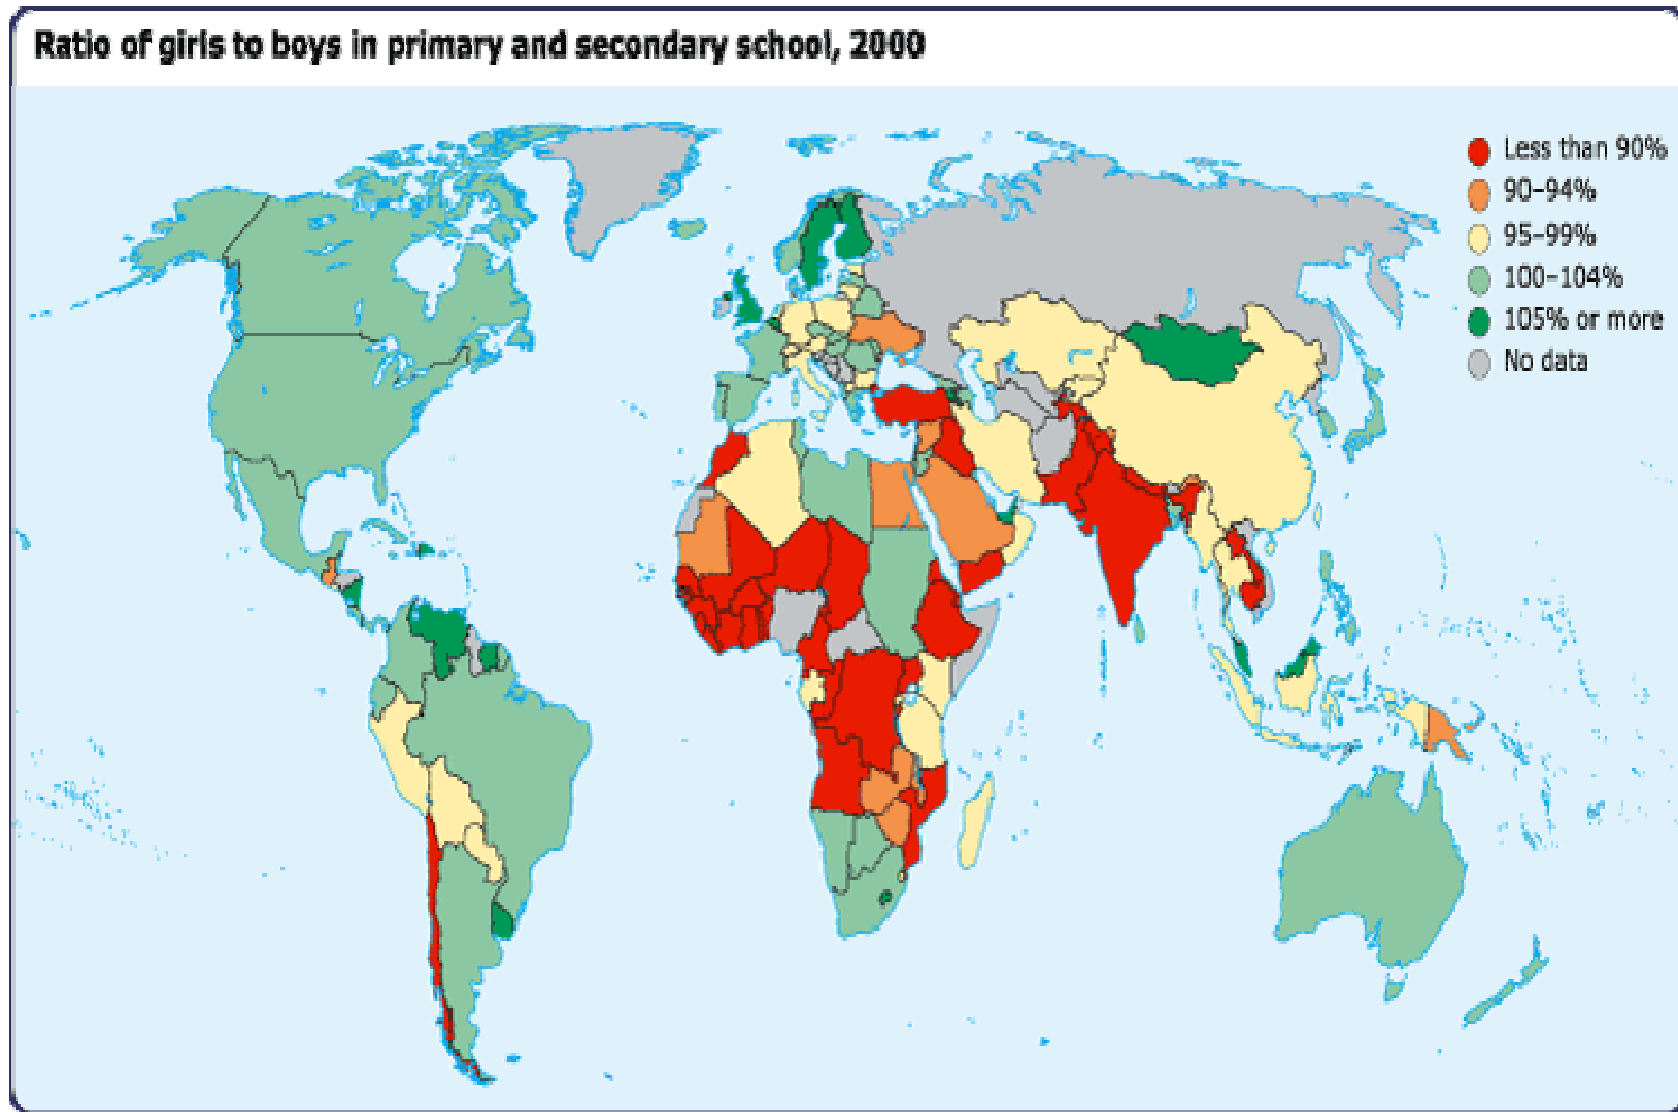 Ratio of girls to boys in primary and secondary school, 2000
Less than 90%
90–94%
95–99%
100–104%
105% or more
No data